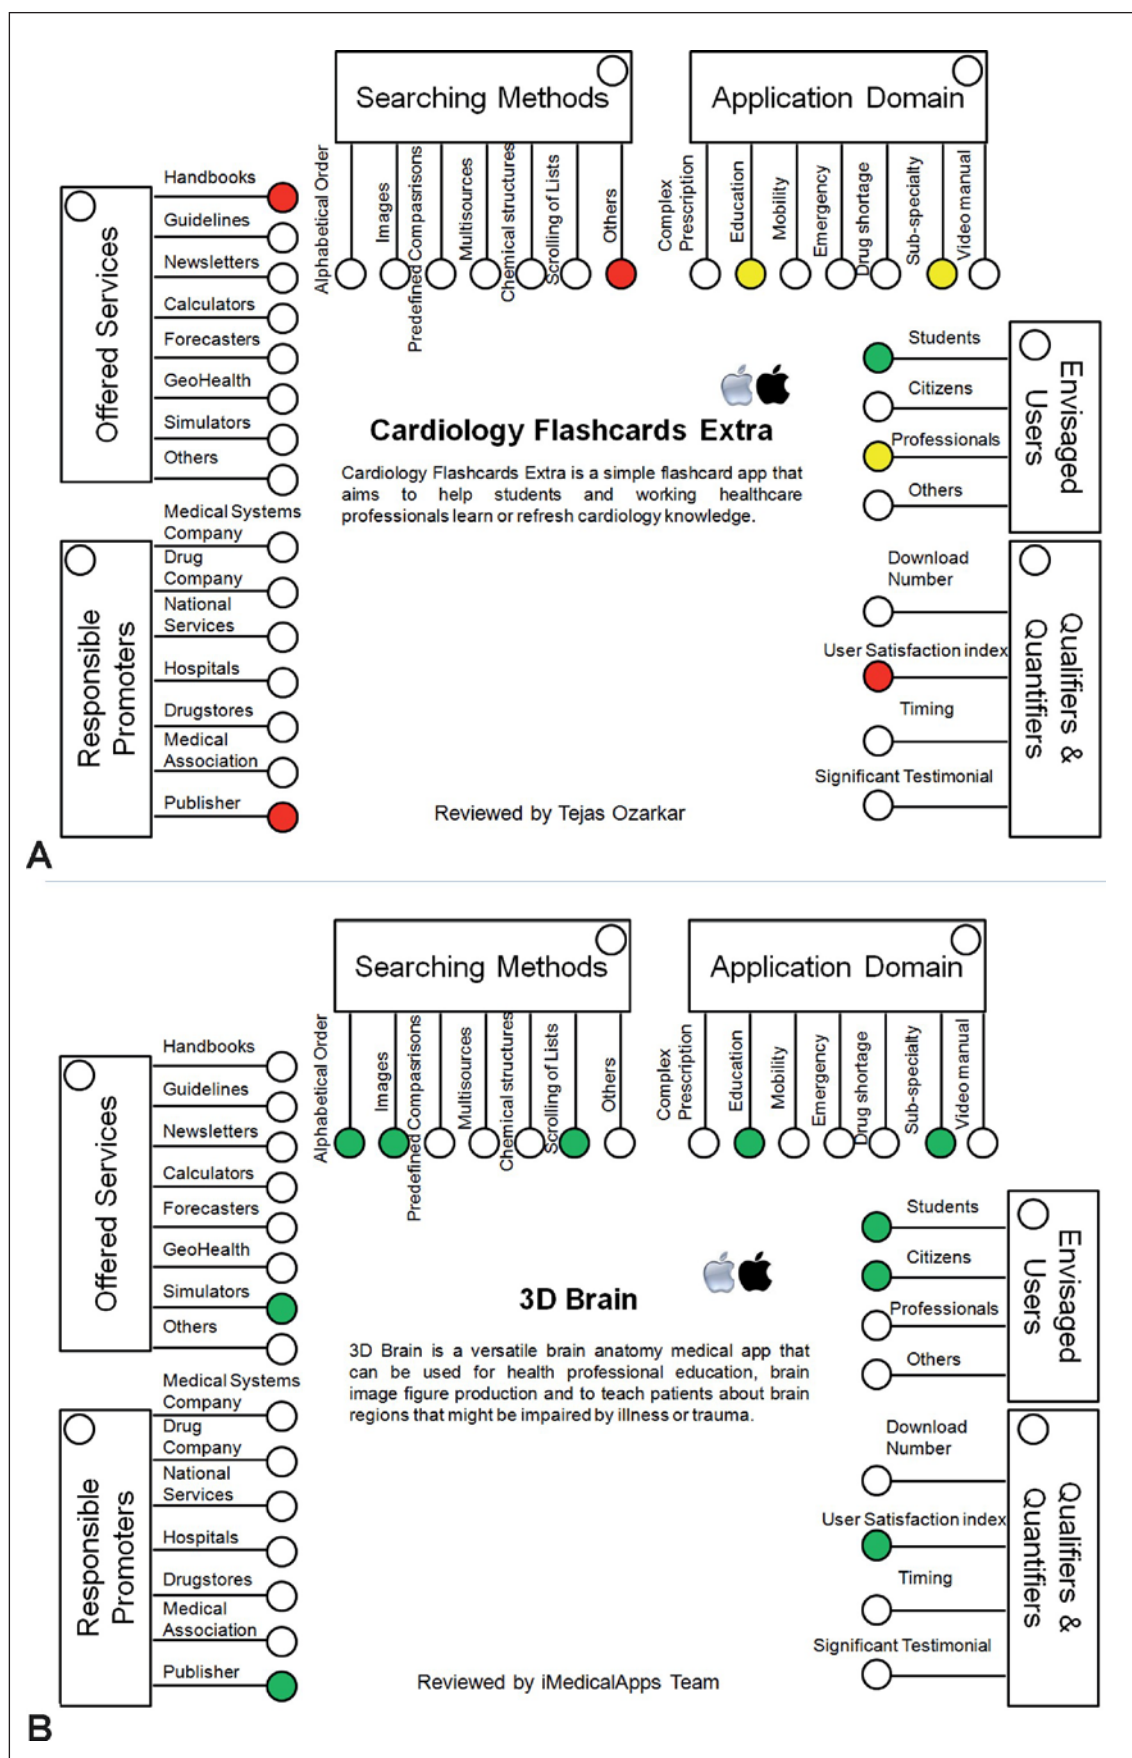 Searching Methods
Application Domain
Alphabetical Order
Images
Predefined Compasrisons
Multisources
Chemical structures
Scrolling of Lists
Others
Complex
Prescription
Education
Mobility
Emergency
Drug shortage
Sub-specialty
Video manual
Offered Services
Handbooks
Guidelines
Newsletters
Calculators
Forecasters
GeoHealth
Simulators
Others
Responsible
Promoters
Medical Systems
Company
Drug
Company
National
Services
Hospitals
Drugstores
Medical
Association
Publisher
Cardiology Flashcards Extra
Cardiology Flashcards Extra is a simple flashcard app that
aims to help students and working healthcare
professionals learn or refresh cardiology knowledge.
Reviewed by Tejas Ozarkar
Students
Citizens
Professionals
Others
Envisaged
Users
Download
Number
User Satisfaction index
Timing
Significant Testimonial
Qualifiers &
Quantifiers
A
Searching Methods
Application Domain
Alphabetical Order
Images
Predefined Compasrisons
Multisources
Chemical structures
Scrolling of Lists
Others
Complex
Prescription
Education
Mobility
Emergency
Drug shortage
Sub-specialty
Video manual
Offered Services
Handbooks
Guidelines
Newsletters
Calculators
Forecasters
GeoHealth
Simulators
Others
Responsible
Promoters
Medical Systems
Company
Drug
Company
National
Services
Hospitals
Drugstores
Medical
Association
Publisher
3D Brain
3D Brain is a versatile brain anatomy medical app that
can be used for health professional education, brain
image figure production and to teach patients about brain
regions that might be impaired by illness or trauma.
Reviewed by iMedicalApps Team
Students
Citizens
Professionals
Others
Envisaged
Users
Download
Number
User Satisfaction index
Timing
Significant Testimonial
Qualifiers &
Quantifiers
B